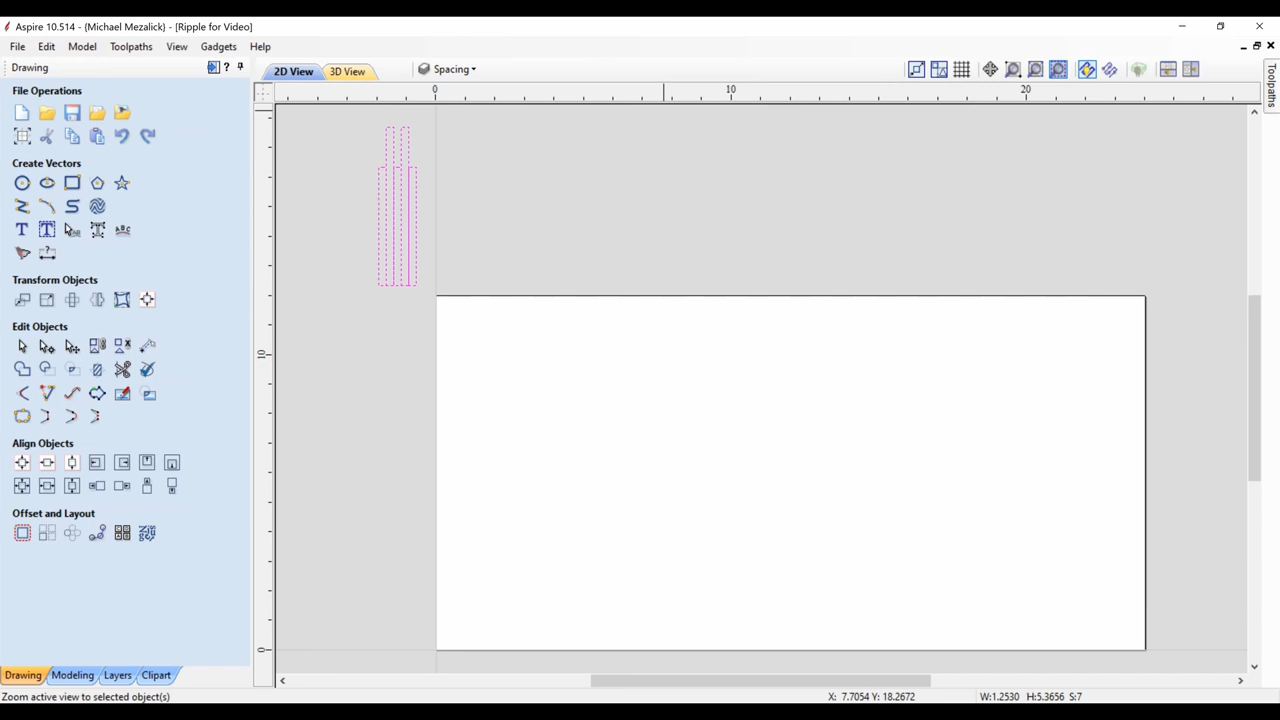 Aspire 10.514 - {Michael Mezalick} - [Ripple for Video]
File Edit Model Toolpaths View Gadgets Help
Drawing
2D View 3D View Spacing
Toolpaths
File Operations
0 10 20
Create Vectors
Transform Objects
Edit Objects
10
Align Objects
Offset and Layout
0
Drawing Modeling Layers Clipart
Zoom active view to selected object(s) X: 7.7054 Y: 18.2672 W:1.2530 H:5.3656 S:7